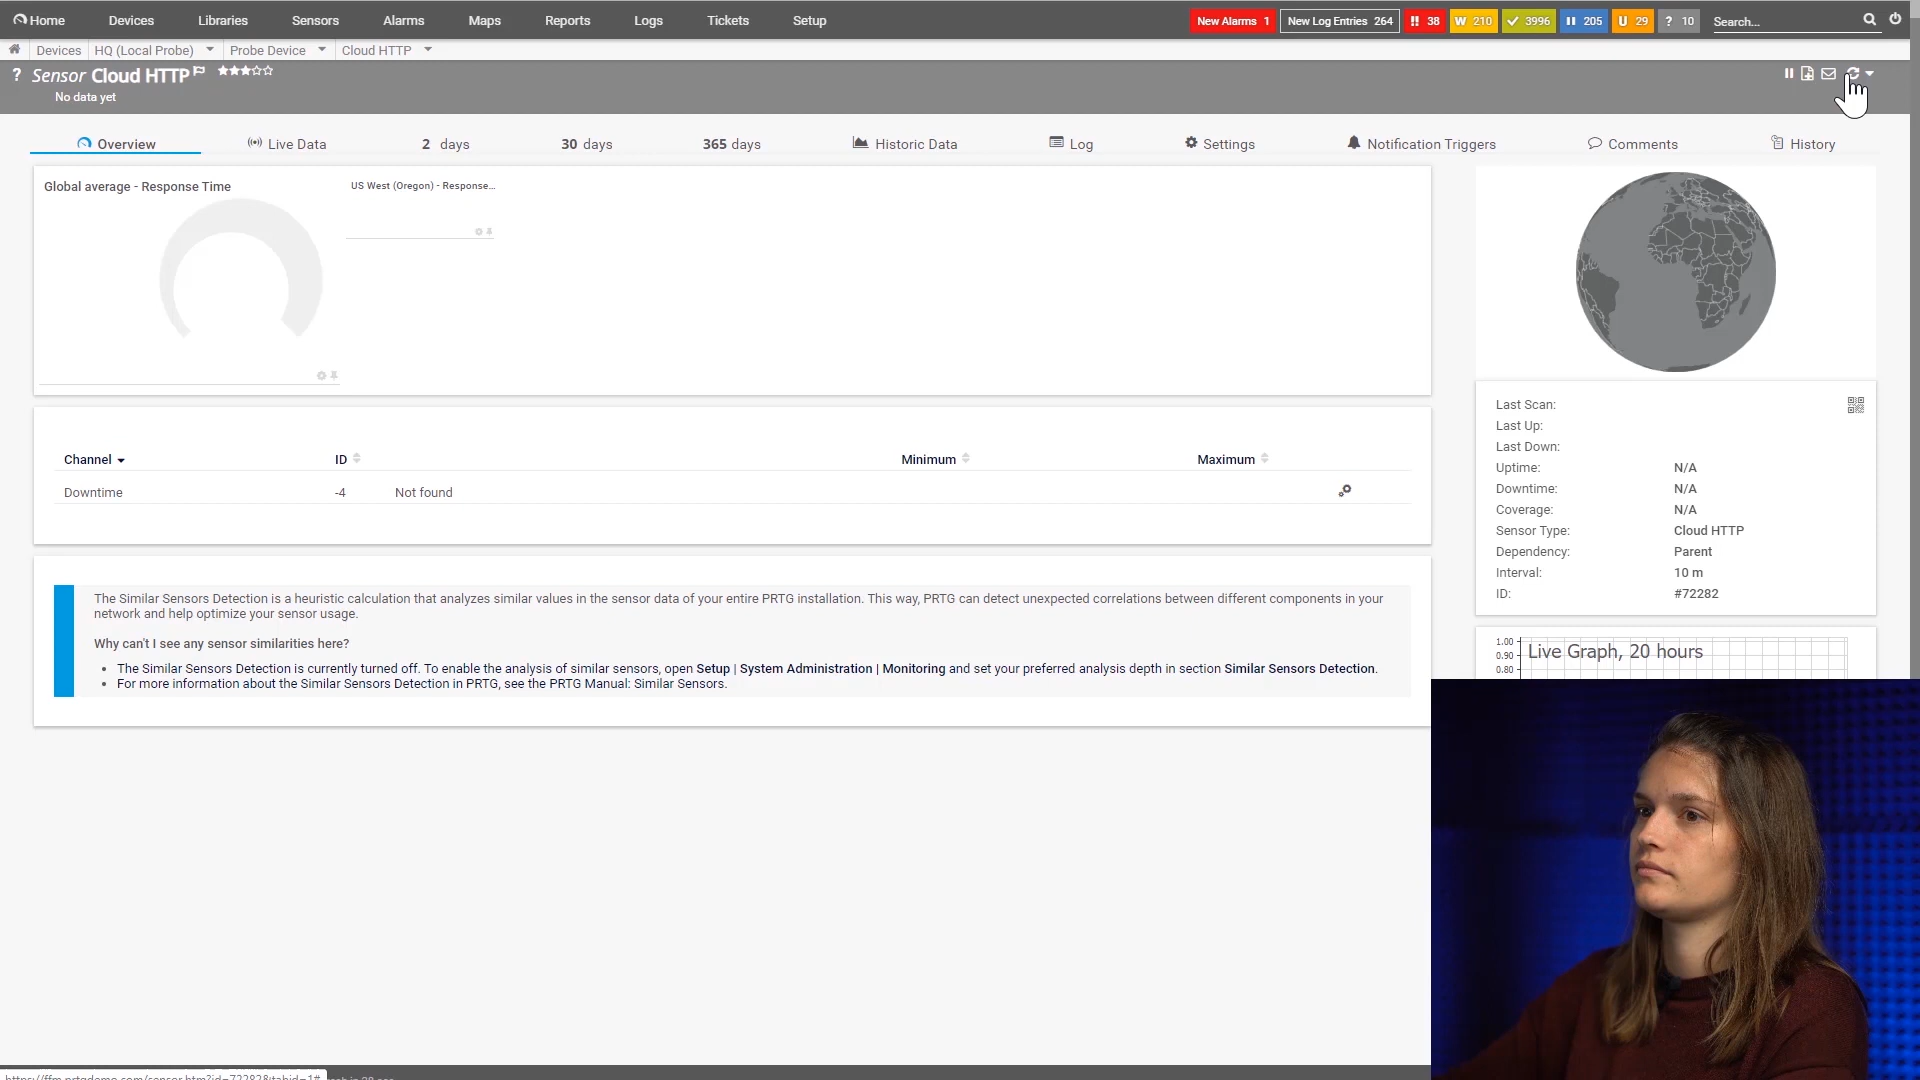 Home Devices Libraries Sensors Alarms Maps Reports Logs Tickets Setup New Alarms 1 New Log Entries 264 !! 38 W 210 3996 205 U 29 ? 10 Search...
Devices HQ (Local Probe) Probe Device Cloud HTTP
? Sensor Cloud HTTP
No data yet
Overview Live Data 2 days 30 days 365 days Historic Data Log Settings Notification Triggers Comments History
Global average - Response Time
US West (Oregon) - Response...
Channel ID Minimum Maximum
Downtime -4 Not found
The Similar Sensors Detection is a heuristic calculation that analyzes similar values in the sensor data of your entire PRTG installation. This way, PRTG can detect unexpected correlations between different components in your
network and help optimize your sensor usage.
Why can't I see any sensor similarities here?
• The Similar Sensors Detection is currently turned off. To enable the analysis of similar sensors, open Setup | System Administration | Monitoring and set your preferred analysis depth in section Similar Sensors Detection.
• For more information about the Similar Sensors Detection in PRTG, see the PRTG Manual: Similar Sensors.
Last Scan:
Last Up:
Last Down:
Uptime: N/A
Downtime: N/A
Coverage: N/A
Sensor Type: Cloud HTTP
Dependency: Parent
Interval: 10 m
ID: #72282
Live Graph, 20 hours
1.00
0.90
0.80